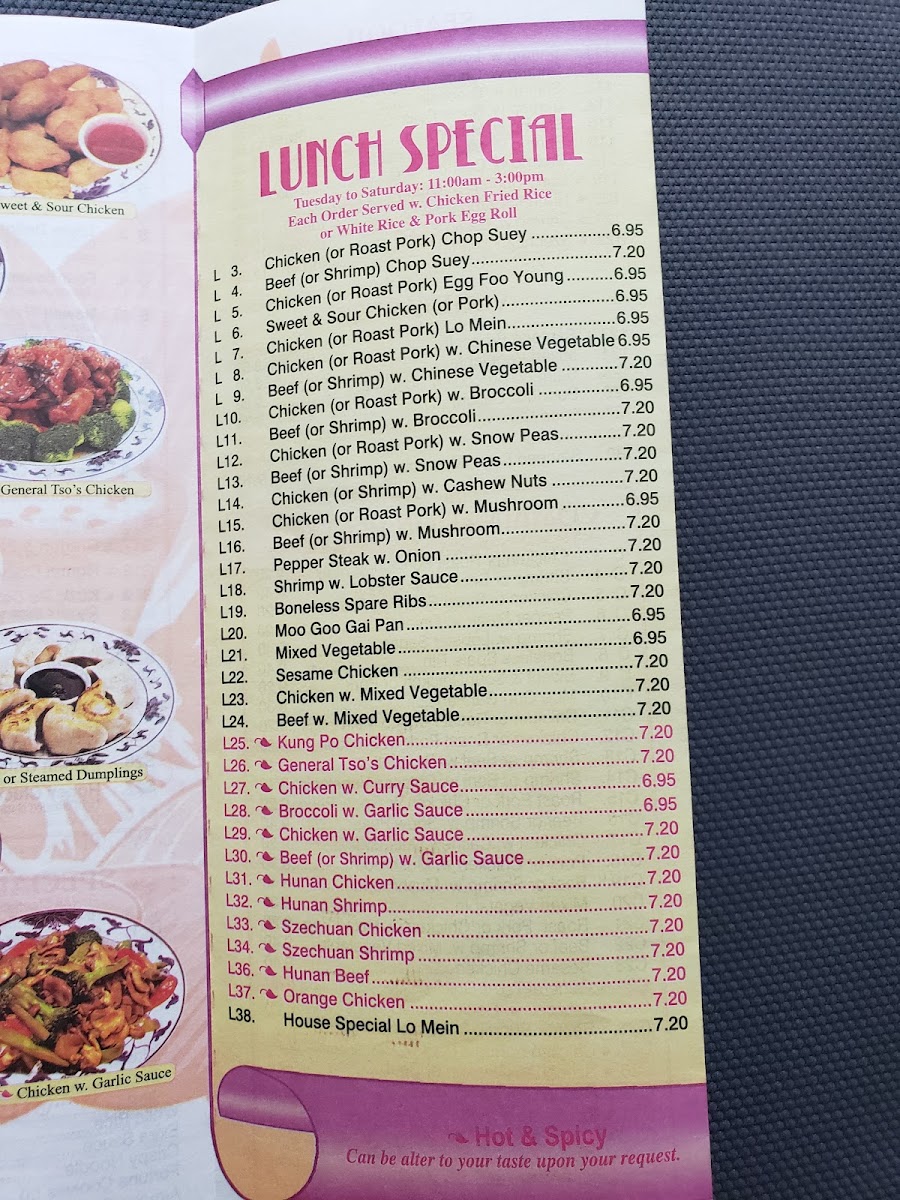 weet & Sour Chicken
General Tso's Chicken
or Steamed Dumplings
Chicken w. Garlic Sauce
LUNCH SPECIAL
Tuesday to Saturday: 11:00am - 3:00pm
Each Order Served w. Chicken Fried Rice
or White Rice & Pork Egg Roll
L 3. Chicken (or Roast Pork) Chop Suey ................6.95
L 4. Beef (or Shrimp) Chop Suey............................7.20
L 5. Chicken (or Roast Pork) Egg Foo Young ..........6.95
L 6. Sweet & Sour Chicken (or Pork).......................6.95
L 7. Chicken (or Roast Pork) Lo Mein......................6.95
L 8. Chicken (or Roast Pork) w. Chinese Vegetable 6.95
L 9. Beef (or Shrimp) w. Chinese Vegetable ............7.20
L10. Chicken (or Roast Pork) w. Broccoli ................6.95
L11. Beef (or Shrimp) w. Broccoli............................7.20
L12. Chicken (or Roast Pork) w. Snow Peas.............7.20
L13. Beef (or Shrimp) w. Snow Peas........................7.20
L14. Chicken (or Shrimp) w. Cashew Nuts ...............7.20
L15. Chicken (or Roast Pork) w. Mushroom .............6.95
L16. Beef (or Shrimp) w. Mushroom.........................7.20
L17. Pepper Steak w. Onion ....................................7.20
L18. Shrimp w. Lobster Sauce..................................7.20
L19. Boneless Spare Ribs........................................7.20
L20. Moo Goo Gai Pan.............................................6.95
L21. Mixed Vegetable...............................................6.95
L22. Sesame Chicken ..............................................7.20
L23. Chicken w. Mixed Vegetable.............................7.20
L24. Beef w. Mixed Vegetable...................................7.20
L25. Kung Po Chicken..............................................7.20
L26. General Tso's Chicken......................................7.20
L27. Chicken w. Curry Sauce....................................6.95
L28. Broccoli w. Garlic Sauce ..................................6.95
L29. Chicken w. Garlic Sauce ..................................7.20
L30. Beef (or Shrimp) w. Garlic Sauce.......................7.20
L31. Hunan Chicken.................................................7.20
L32. Hunan Shrimp...................................................7.20
L33. Szechuan Chicken ...........................................7.20
L34. Szechuan Shrimp .............................................7.20
L36. Hunan Beef......................................................7.20
L37. Orange Chicken ...............................................7.20
L38. House Special Lo Mein .....................................7.20
Hot & Spicy
Can be alter to your taste upon your request.